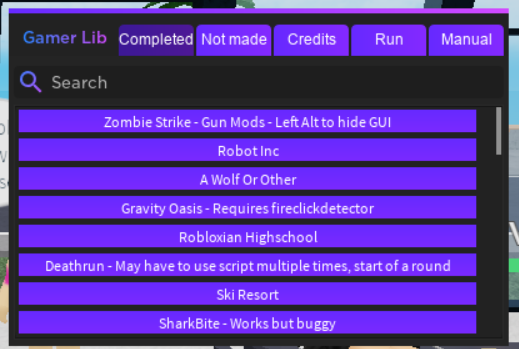 Gamer Lib
Completed
Not made
Credits
Run
Manual
Search
Zombie Strike - Gun Mods - Left Alt to hide GUI
Robot Inc
A Wolf Or Other
Gravity Oasis - Requires fireclickdetector
Robloxian Highschool
Deathrun - May have to use script multiple times, start of a round
Ski Resort
SharkBite - Works but buggy